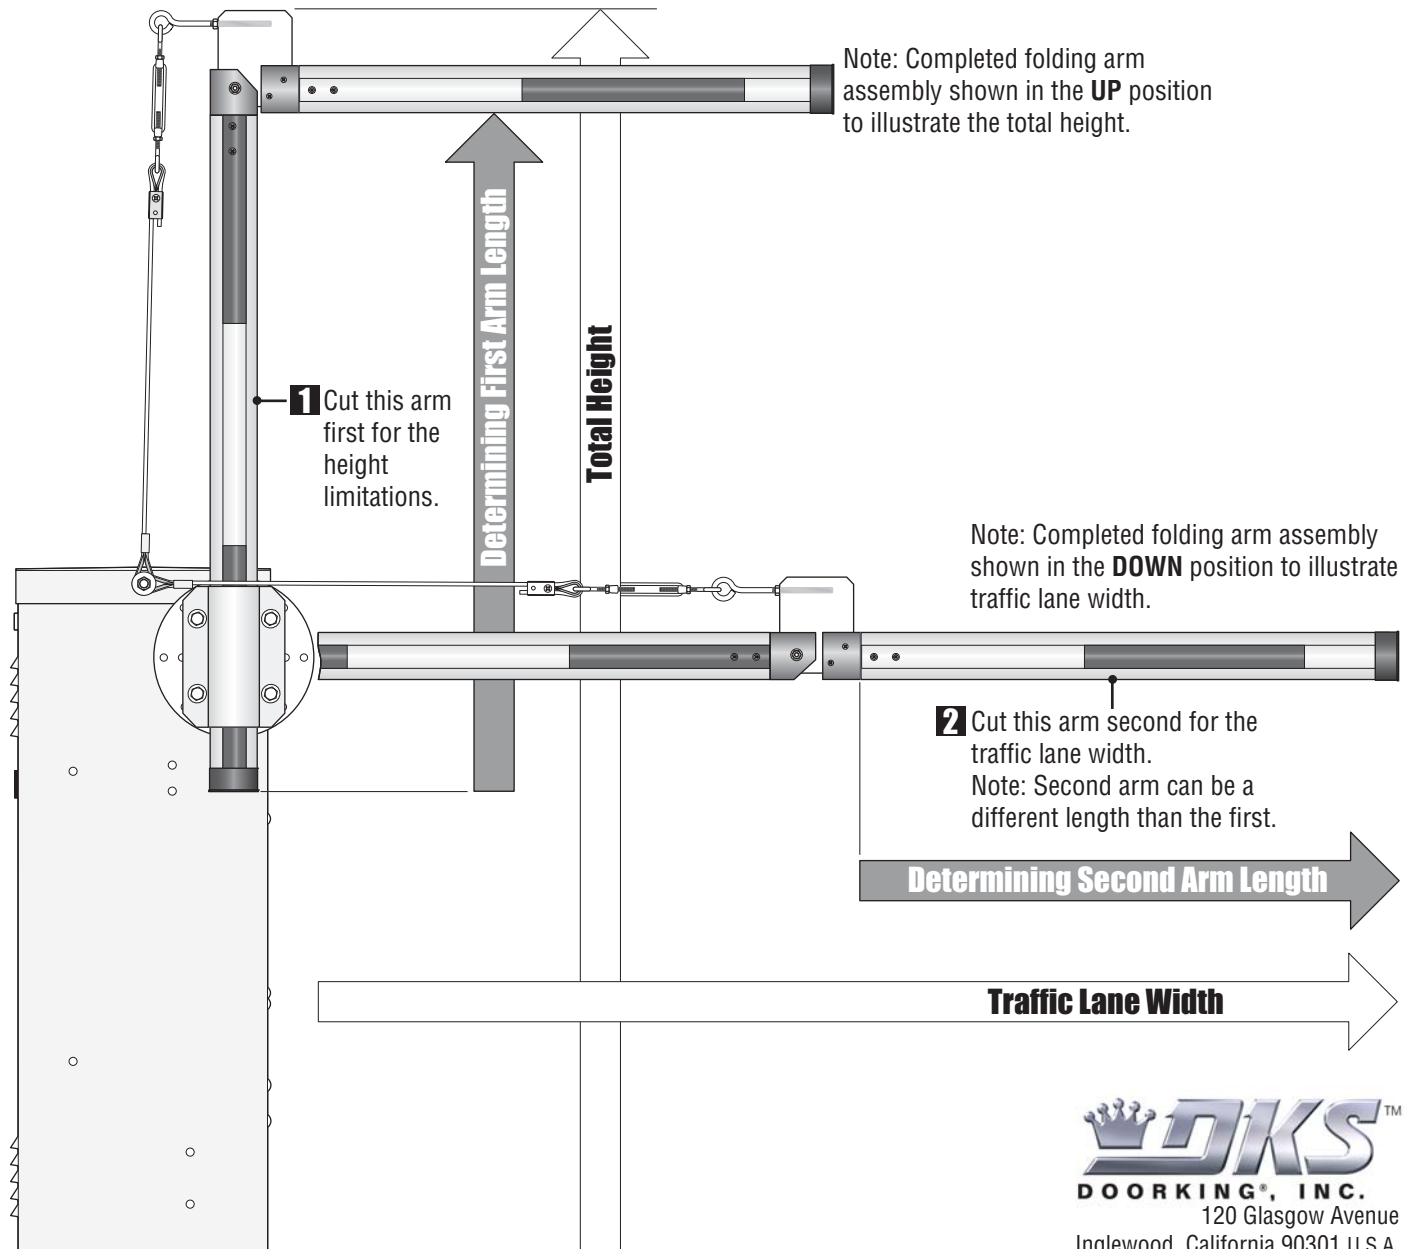 Note: Completed folding arm
assembly shown in the UP position
to illustrate the total height.
Determining First Arm Length
Total Height
1 Cut this arm
first for the
height
limitations.
Note: Completed folding arm assembly
shown in the DOWN position to illustrate
traffic lane width.
2 Cut this arm second for the
traffic lane width.
Note: Second arm can be a
different length than the first.
Determining Second Arm Length
Traffic Lane Width
DKS™
DOORKING®, INC.
120 Glasgow Avenue
Inglewood, California 90301 U.S.A.